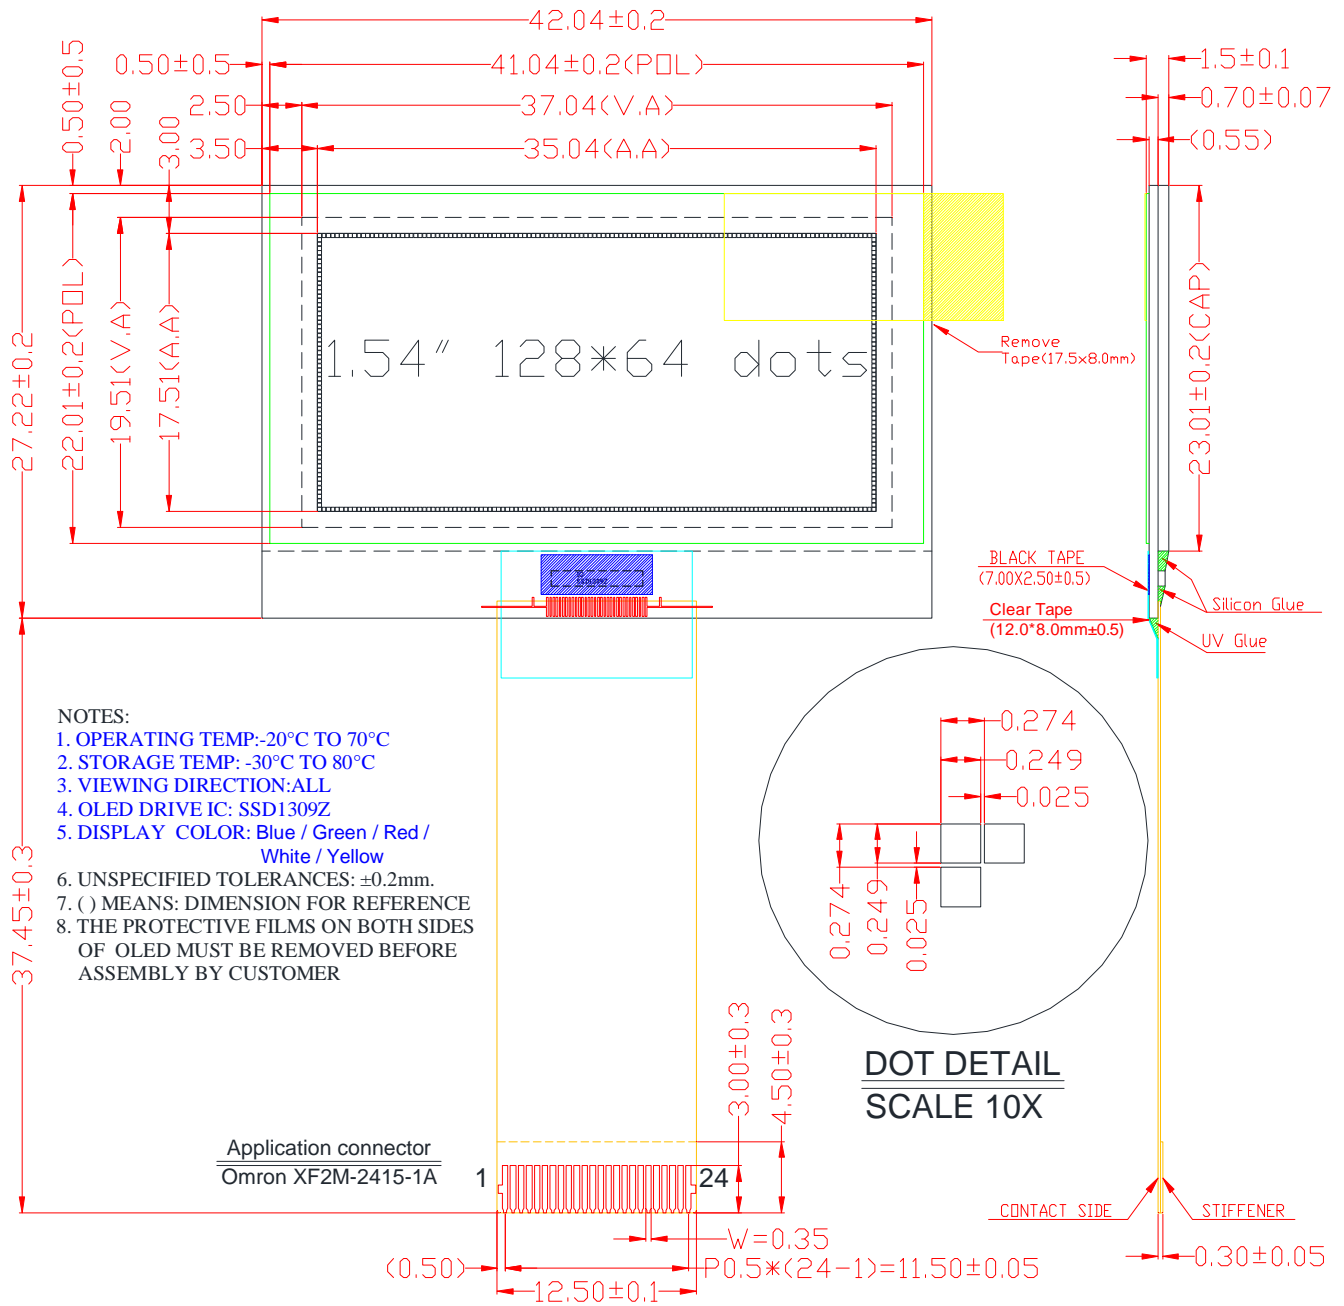 42.04±0.2
0.50±0.5
41.04±0.2(POL)
2.50
37.04(V.A)
3.50
35.04(A.A)
0.50±0.5
2.00
3.00
1.5±0.1
0.70±0.07
(0.55)
27.22±0.2
22.01±0.2(POL)
19.51(V.A)
17.51(A.A)
1.54" 128*64 dots
Remove
Tape(17.5x8.0mm)
23.01±0.2(CAP)
BLACK TAPE
(7.00X2.50±0.5)
Clear Tape
(12.0*8.0mm±0.5)
Silicon Glue
UV Glue
SSD1309Z
37.45±0.3
NOTES:
1. OPERATING TEMP:-20°C TO 70°C
2. STORAGE TEMP: -30°C TO 80°C
3. VIEWING DIRECTION:ALL
4. OLED DRIVE IC: SSD1309Z
5. DISPLAY COLOR: Blue / Green / Red /
White / Yellow
6. UNSPECIFIED TOLERANCES: ±0.2mm.
7. ( ) MEANS: DIMENSION FOR REFERENCE
8. THE PROTECTIVE FILMS ON BOTH SIDES
OF OLED MUST BE REMOVED BEFORE
ASSEMBLY BY CUSTOMER
0.274
0.249
0.025
0.274
0.249
0.025
DOT DETAIL
SCALE 10X
3.00±0.3
4.50±0.3
Application connector
Omron XF2M-2415-1A
1
24
W=0.35
(0.50)
P0.5*(24-1)=11.50±0.05
12.50±0.1
CONTACT SIDE
STIFFENER
0.30±0.05